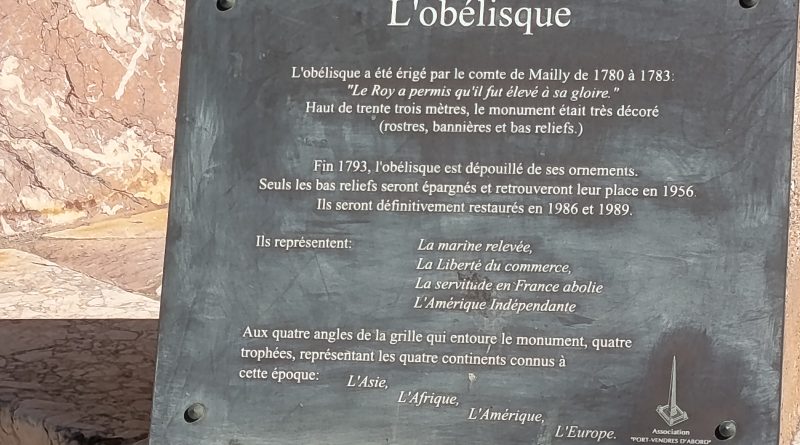 L'obélisque
L'obélisque a été érigé par le comte de Mailly de 1780 à 1783:
"Le Roy a permis qu'il fut élevé à sa gloire."
Haut de trente trois mètres, le monument était très décoré
(rostres, bannières et bas reliefs.)
Fin 1793, l'obélisque est dépouillé de ses ornements.
Seuls les bas reliefs seront épargnés et retrouveront leur place en 1956.
Ils seront définitivement restaurés en 1986 et 1989.
Ils représentent: La marine relevée,
La Liberté du commerce,
La servitude en France abolie
L'Amérique Indépendante
Aux quatre angles de la grille qui entoure le monument, quatre
trophées, représentant les quatre continents connus à
cette époque: L'Asie,
L'Afrique,
L'Amérique,
L'Europe.
Association
"PORT-VENDRES D'ABORD"